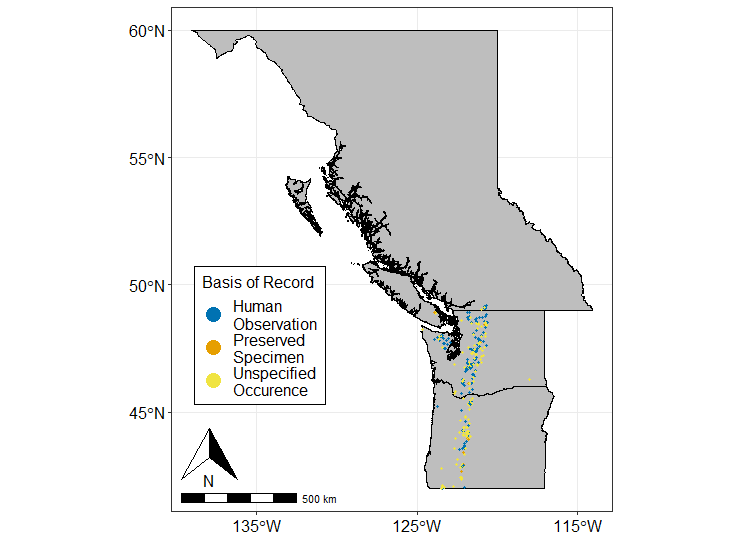 60°N
55°N
50°N
45°N
Basis of Record
Human
Observation
Preserved
Specimen
Unspecified
Occurence
N
500 km
135°W
125°W
115°W